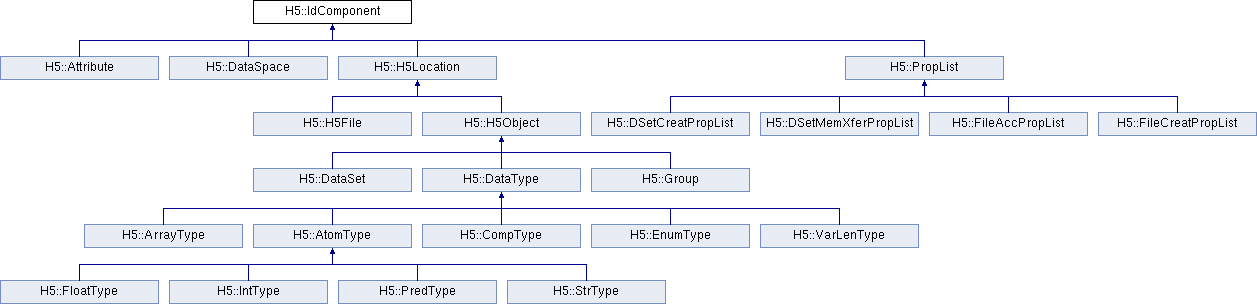 H5::IdComponent
H5::Attribute
H5::DataSpace
H5::H5Location
H5::PropList
H5::H5File
H5::H5Object
H5::DSetCreatPropList
H5::DSetMemXferPropList
H5::FileAccPropList
H5::FileCreatPropList
H5::DataSet
H5::DataType
H5::Group
H5::ArrayType
H5::AtomType
H5::CompType
H5::EnumType
H5::VarLenType
H5::FloatType
H5::IntType
H5::PredType
H5::StrType